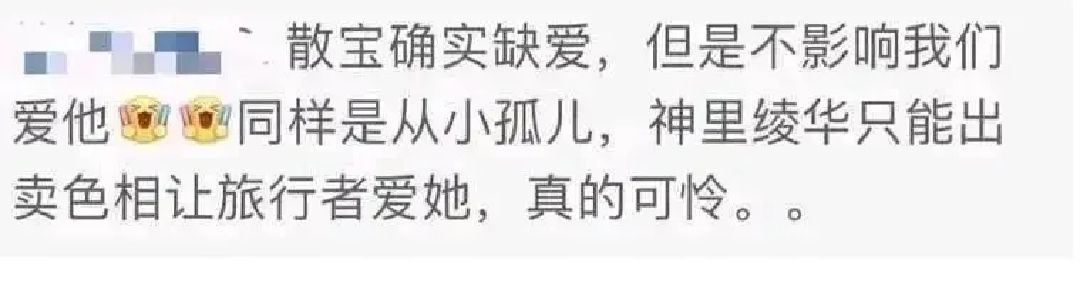 散宝确实缺爱，但是不影响我们
爱他同样是从小孤儿，神里绫华只能出
卖色相让旅行者爱她，真的可怜。。